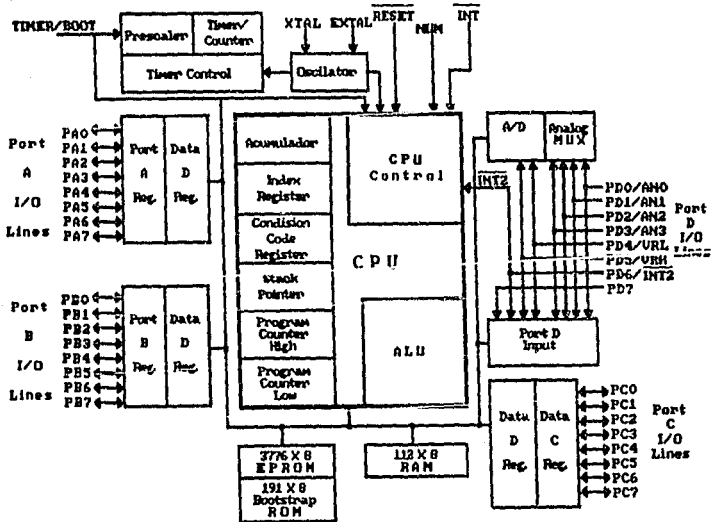 TIMER/BOOT
Prescaler
Timer/
Counter
Timer Control
XTAL
EXTAL
Oscilator
RESET
NUM
INT
Port
A
I/O
Lines
PA0
PA1
PA2
PA3
PA4
PA5
PA6
PA7
Port
A
Reg.
Data
D
Reg.
Acumulador
Index
Register
Condition
Code
Register
Stack
Pointer
Program
Counter
High
Program
Counter
Low
CPU
Control
CPU
ALU
INT2
A/D
Analog
MUX
PD0/AN0
PD1/AN1
PD2/AN2
PD3/AN3
PD4/VRL
PD5/VRH
PD6/INT2
PD7
Port
D
I/O
Lines
Port D
Input
Port
B
I/O
Lines
PB0
PB1
PB2
PB3
PB4
PB5
PB6
PB7
Port
B
Reg.
Data
D
Reg.
3776 X 8
EPROM
191 X 8
Bootstrap
ROM
112 X 8
RAM
Data
D
Reg.
Data
C
Reg.
PC0
PC1
PC2
PC3
PC4
PC5
PC6
PC7
Port
C
I/O
Lines